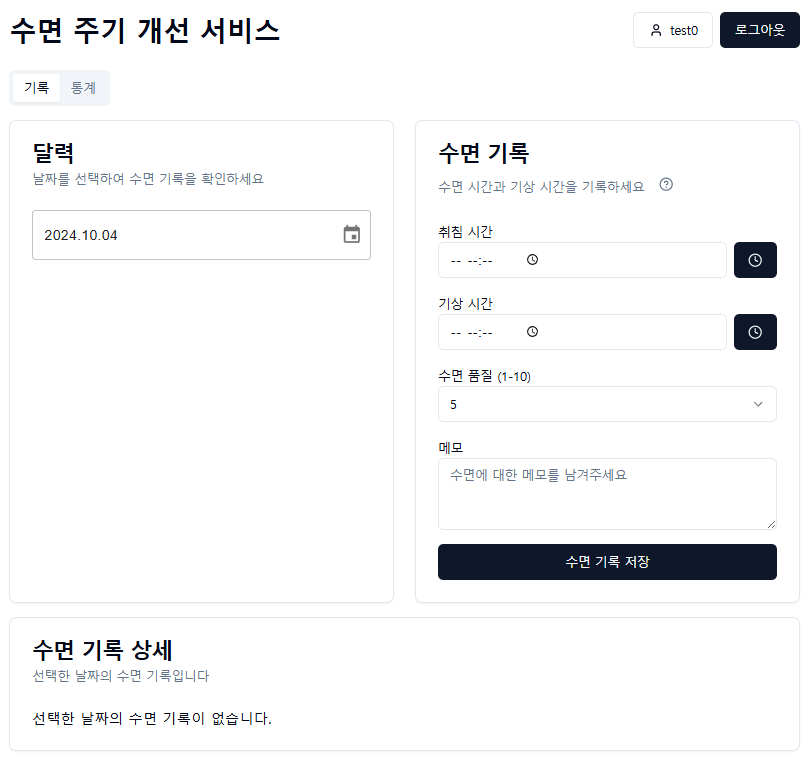 수면 주기 개선 서비스
test0
로그아웃
기록
통계
달력
날짜를 선택하여 수면 기록을 확인하세요
2024.10.04
수면 기록
수면 시간과 기상 시간을 기록하세요
취침 시간
-- --:--
기상 시간
-- --:--
수면 품질 (1-10)
5
메모
수면에 대한 메모를 남겨주세요
수면 기록 저장
수면 기록 상세
선택한 날짜의 수면 기록입니다
선택한 날짜의 수면 기록이 없습니다.